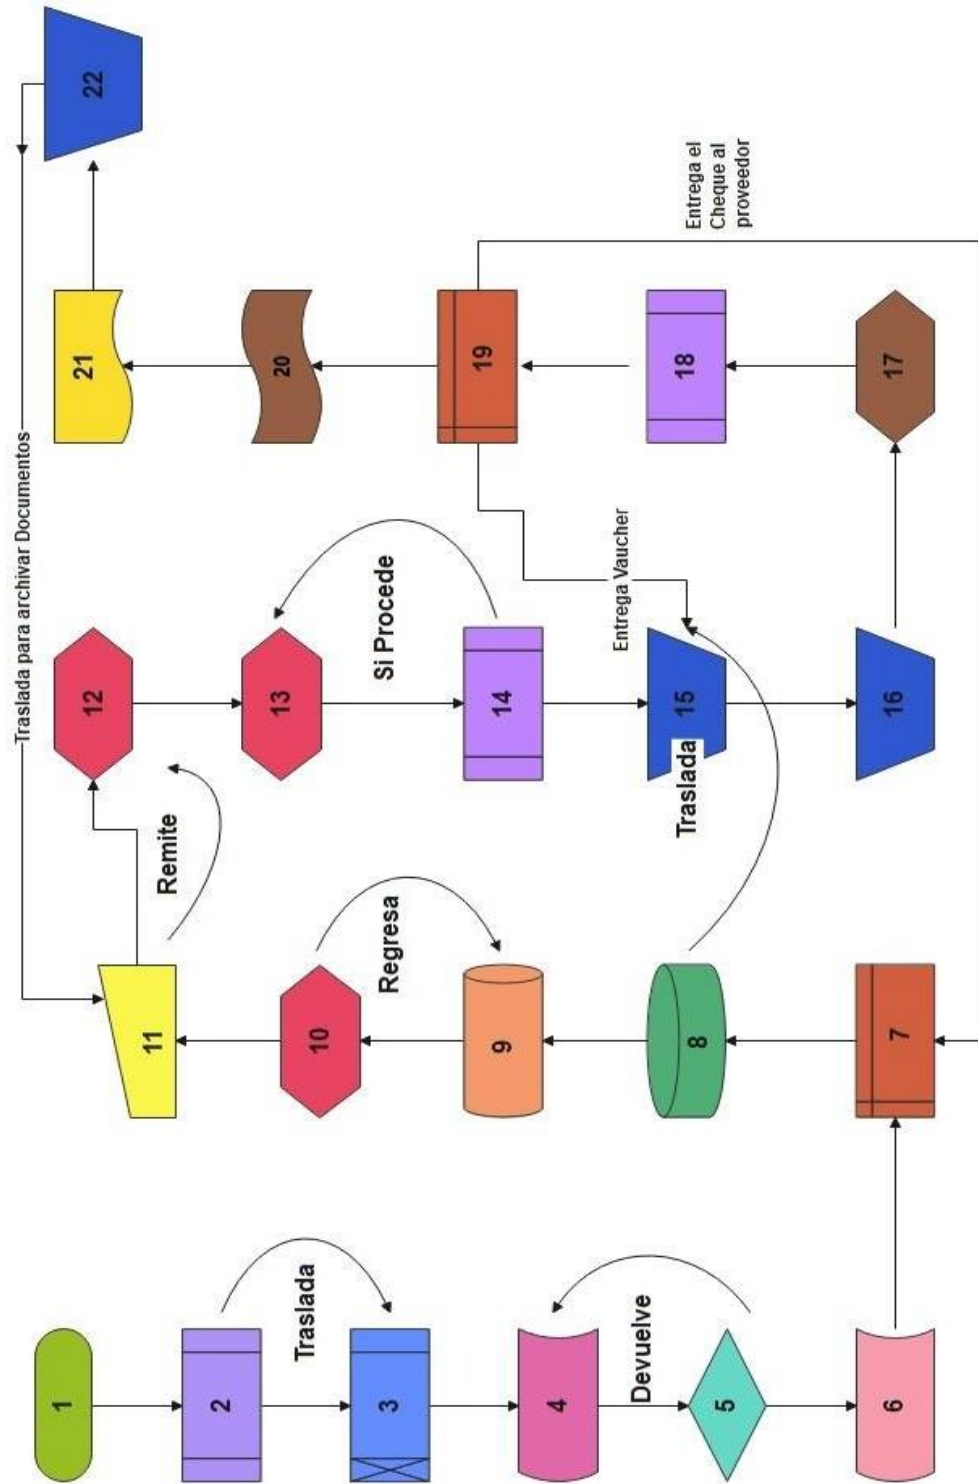 1
2
Traslada
3
4
Devuelve
5
6
7
8
9
Regresa
10
11
Remite
12
13
Si Procede
14
15
Traslada
16
17
18
19
20
21
22
Entrega Vaucher
Entrega el
Cheque al
proveedor
Traslada para archivar Documentos